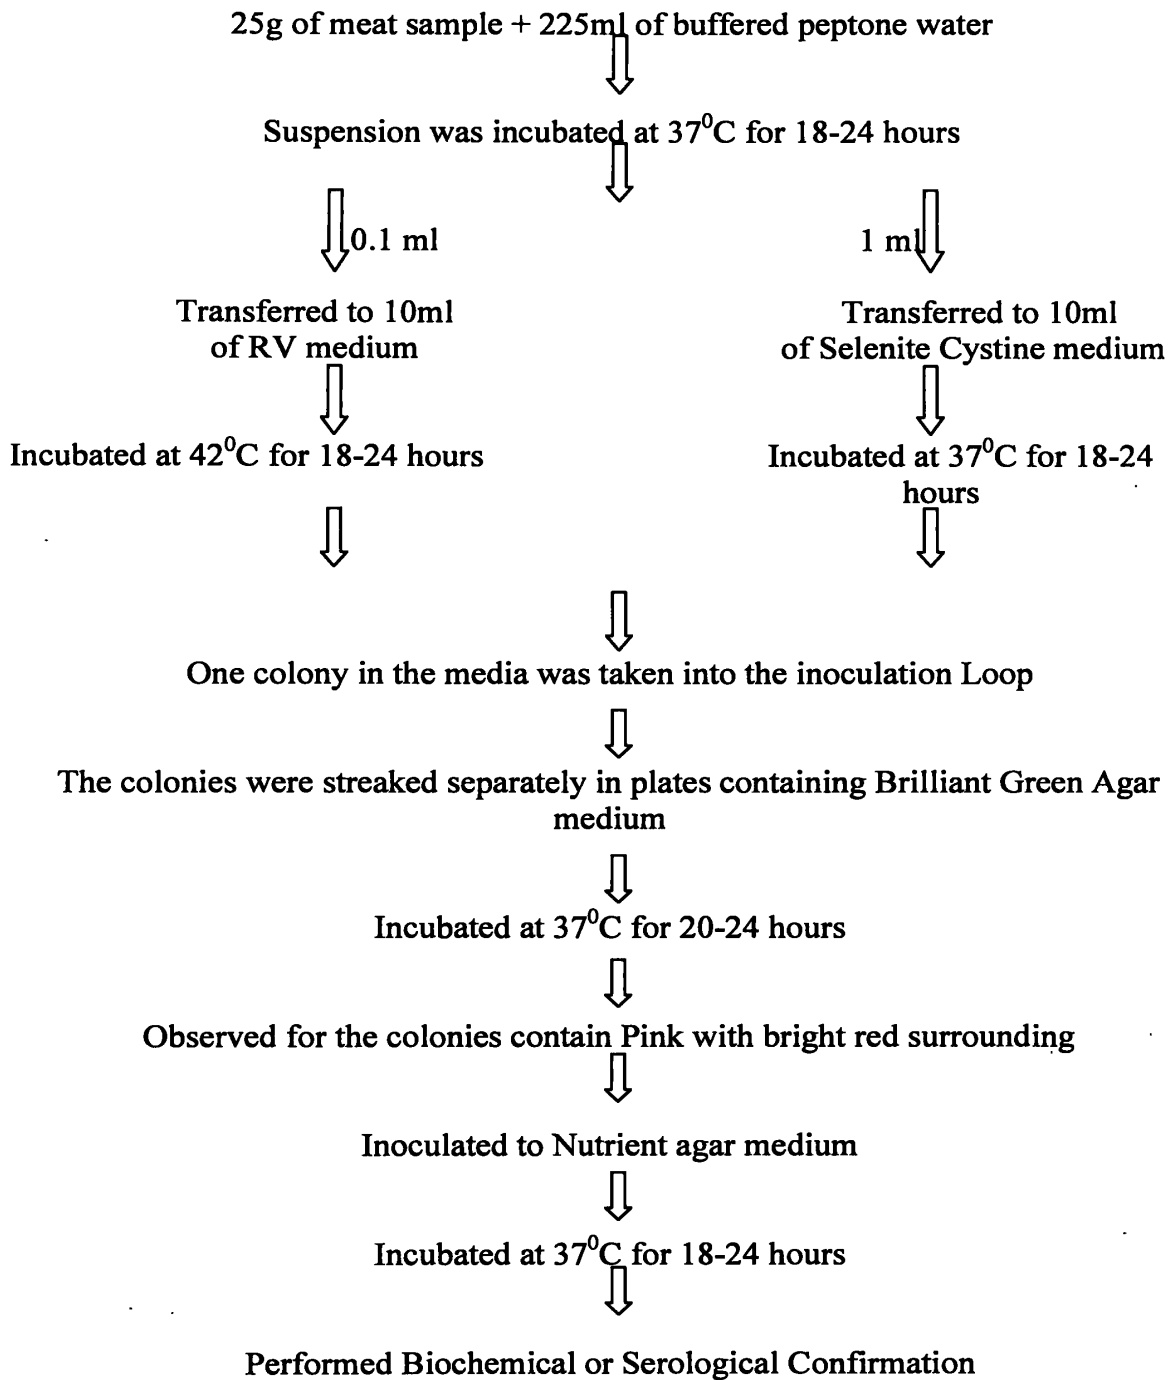 25g of meat sample + 225ml of buffered peptone water
Suspension was incubated at 37⁰C for 18-24 hours
0.1 ml
1 ml
Transferred to 10ml
of RV medium
Transferred to 10ml
of Selenite Cystine medium
Incubated at 42⁰C for 18-24 hours
Incubated at 37⁰C for 18-24
hours
One colony in the media was taken into the inoculation Loop
The colonies were streaked separately in plates containing Brilliant Green Agar
medium
Incubated at 37⁰C for 20-24 hours
Observed for the colonies contain Pink with bright red surrounding
Inoculated to Nutrient agar medium
Incubated at 37⁰C for 18-24 hours
Performed Biochemical or Serological Confirmation